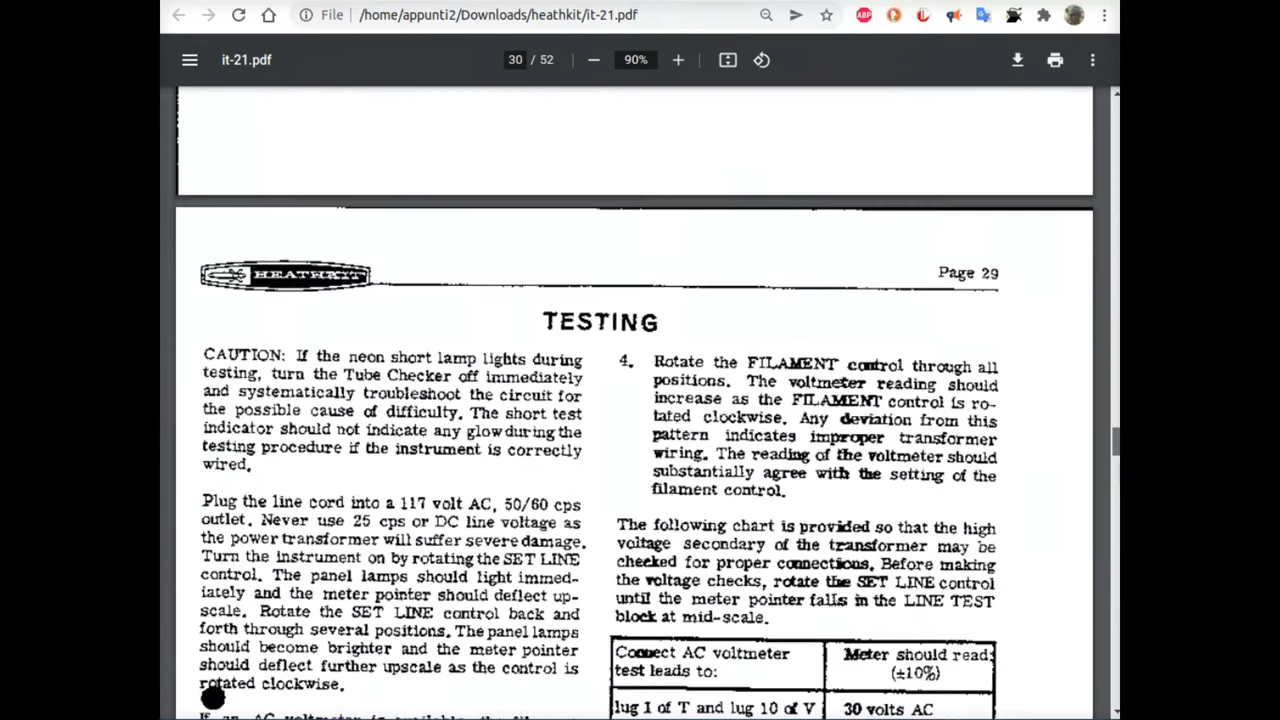 File /home/appunti2/Downloads/heathkit/it-21.pdf
ABP
it-21.pdf
30 / 52
90%
HEATHKIT
Page 29
TESTING
CAUTION: If the neon short lamp lights during
testing, turn the Tube Checker off immediately
and systematically troubleshoot the circuit for
the possible cause of difficulty. The short test
indicator should not indicate any glow during the
testing procedure if the instrument is correctly
wired.
Plug the line cord into a 117 volt AC, 50/60 cps
outlet. Never use 25 cps or DC line voltage as
the power transformer will suffer severe damage.
Turn the instrument on by rotating the SET LINE
control. The panel lamps should light immed-
iately and the meter pointer should deflect up-
scale. Rotate the SET LINE control back and
forth through several positions. The panel lamps
should become brighter and the meter pointer
should deflect further upscale as the control is
rotated clockwise.
4. Rotate the FILAMENT control through all
positions. The voltmeter reading should
increase as the FILAMENT control is ro-
tated clockwise. Any deviation from this
pattern indicates improper transformer
wiring. The reading of the voltmeter should
substantially agree with the setting of the
filament control.
The following chart is provided so that the high
voltage secondary of the transformer may be
checked for proper connections. Before making
the voltage checks, rotate the SET LINE control
until the meter pointer falls in the LINE TEST
block at mid-scale.
Connect AC voltmeter
test leads to:
Meter should read:
(±10%)
lug 1 of T and lug 10 of V
30 volts AC